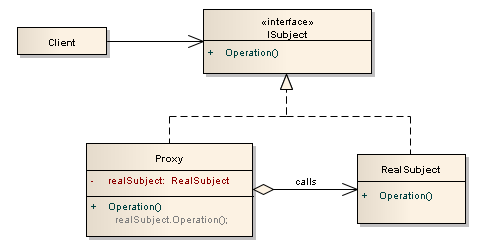 «interface»
ISubject
Client
+ Operation()
Proxy
- realSubject: RealSubject
+ Operation()
realSubject.Operation();
calls
RealSubject
+ Operation()